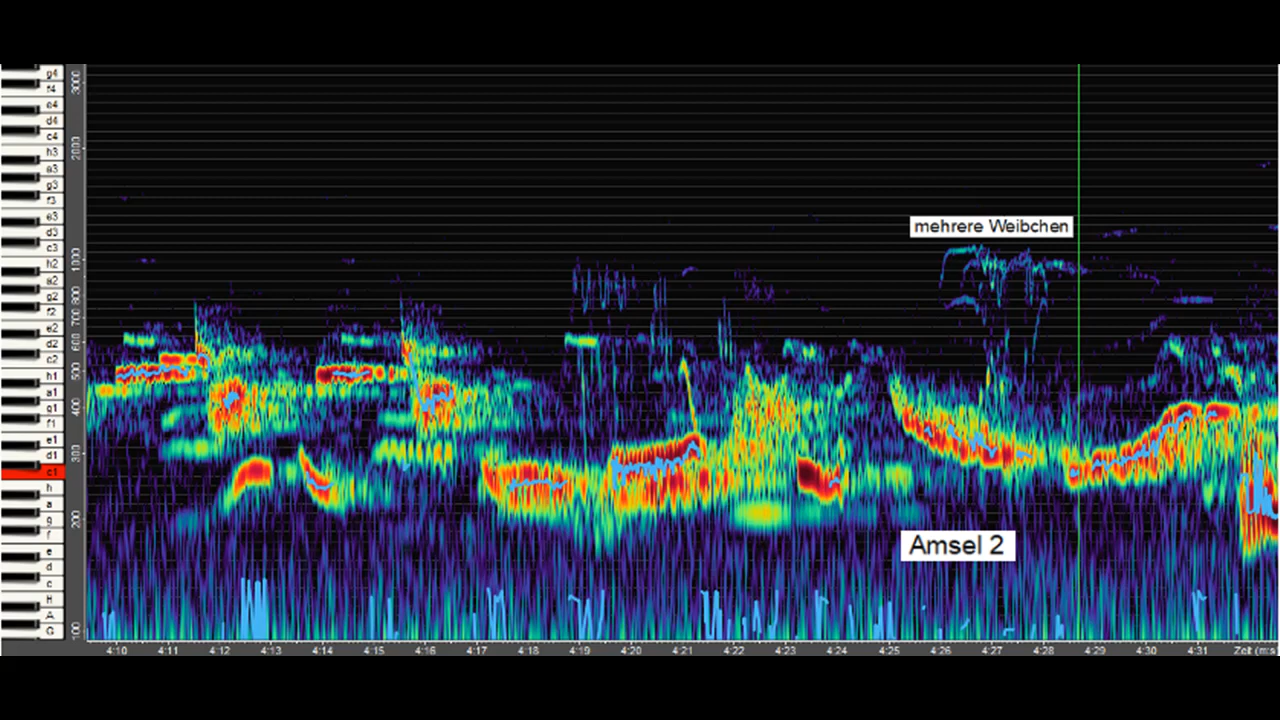 g4
f4
e4
d4
c4
h3
a3
g3
f3
e3
d3
c3
h2
a2
g2
f2
e2
d2
c2
h1
a1
g1
f1
e1
d1
c1
h
a
g
f
e
d
c
H
A
G
3000
2000
1000
800
700
600
500
400
300
200
100
mehrere Weibchen
Amsel 2
4:10 4:11 4:12 4:13 4:14 4:15 4:16 4:17 4:18 4:19 4:20 4:21 4:22 4:23 4:24 4:25 4:26 4:27 4:28 4:29 4:30 4:31 Zeit (m:s)